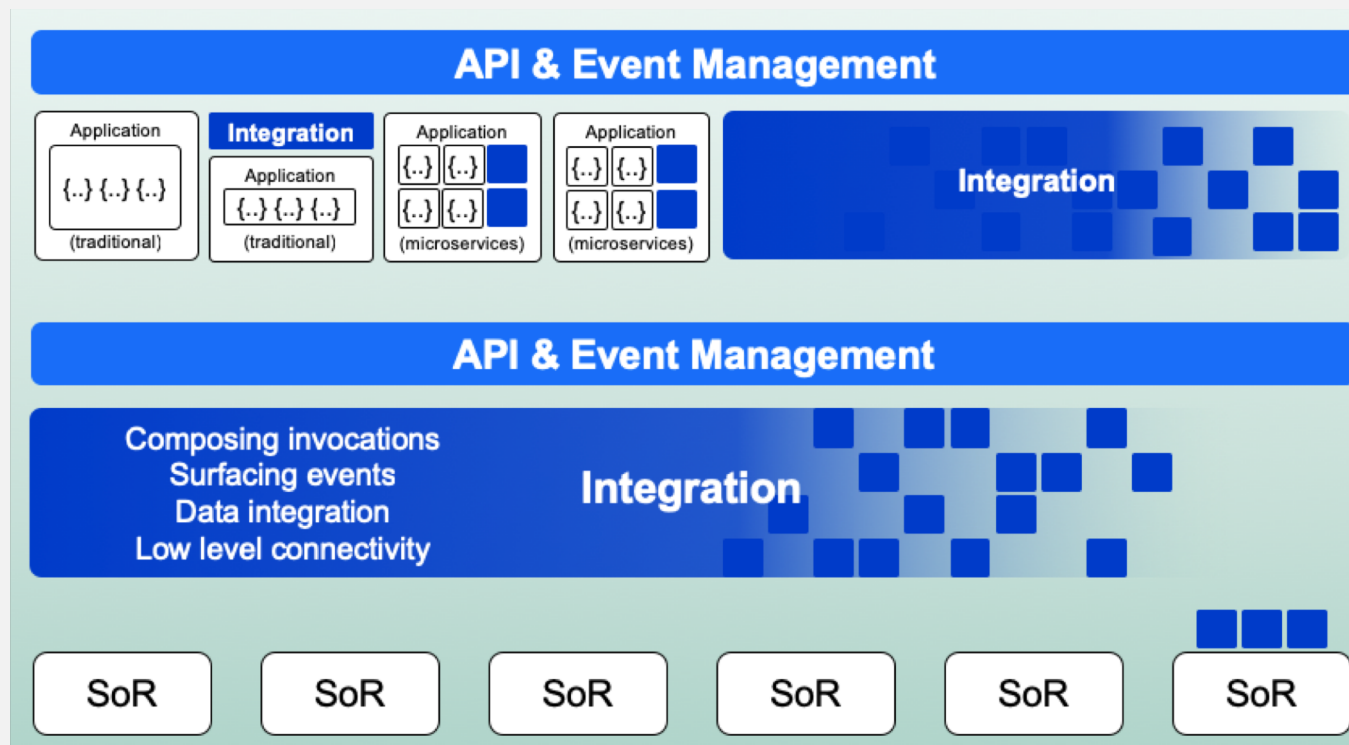 API & Event Management
Application
{..} {..} {..}
(traditional)
Integration
Application
{..} {..} {..}
(traditional)
Application
{..} {..}
{..} {..}
(microservices)
Application
{..} {..}
{..} {..}
(microservices)
Integration
API & Event Management
Composing invocations
Surfacing events
Data integration
Low level connectivity
Integration
SoR
SoR
SoR
SoR
SoR
SoR